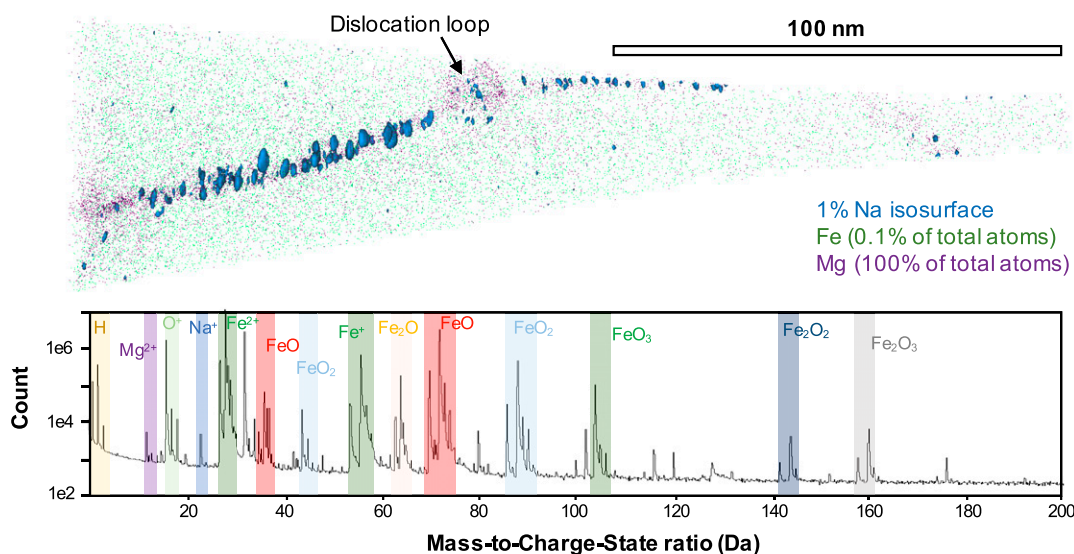 Dislocation loop
100 nm
1% Na isosurface
Fe (0.1% of total atoms)
Mg (100% of total atoms)
H
Mg²⁺
O⁺
Na⁺
Fe²⁺
FeO
FeO₂
Fe⁺
Fe₂O
FeO
FeO₂
FeO₃
Fe₂O₂
Fe₂O₃
1e6
1e4
1e2
Count
20 40 60 80 100 120 140 160 180 200
Mass-to-Charge-State ratio (Da)